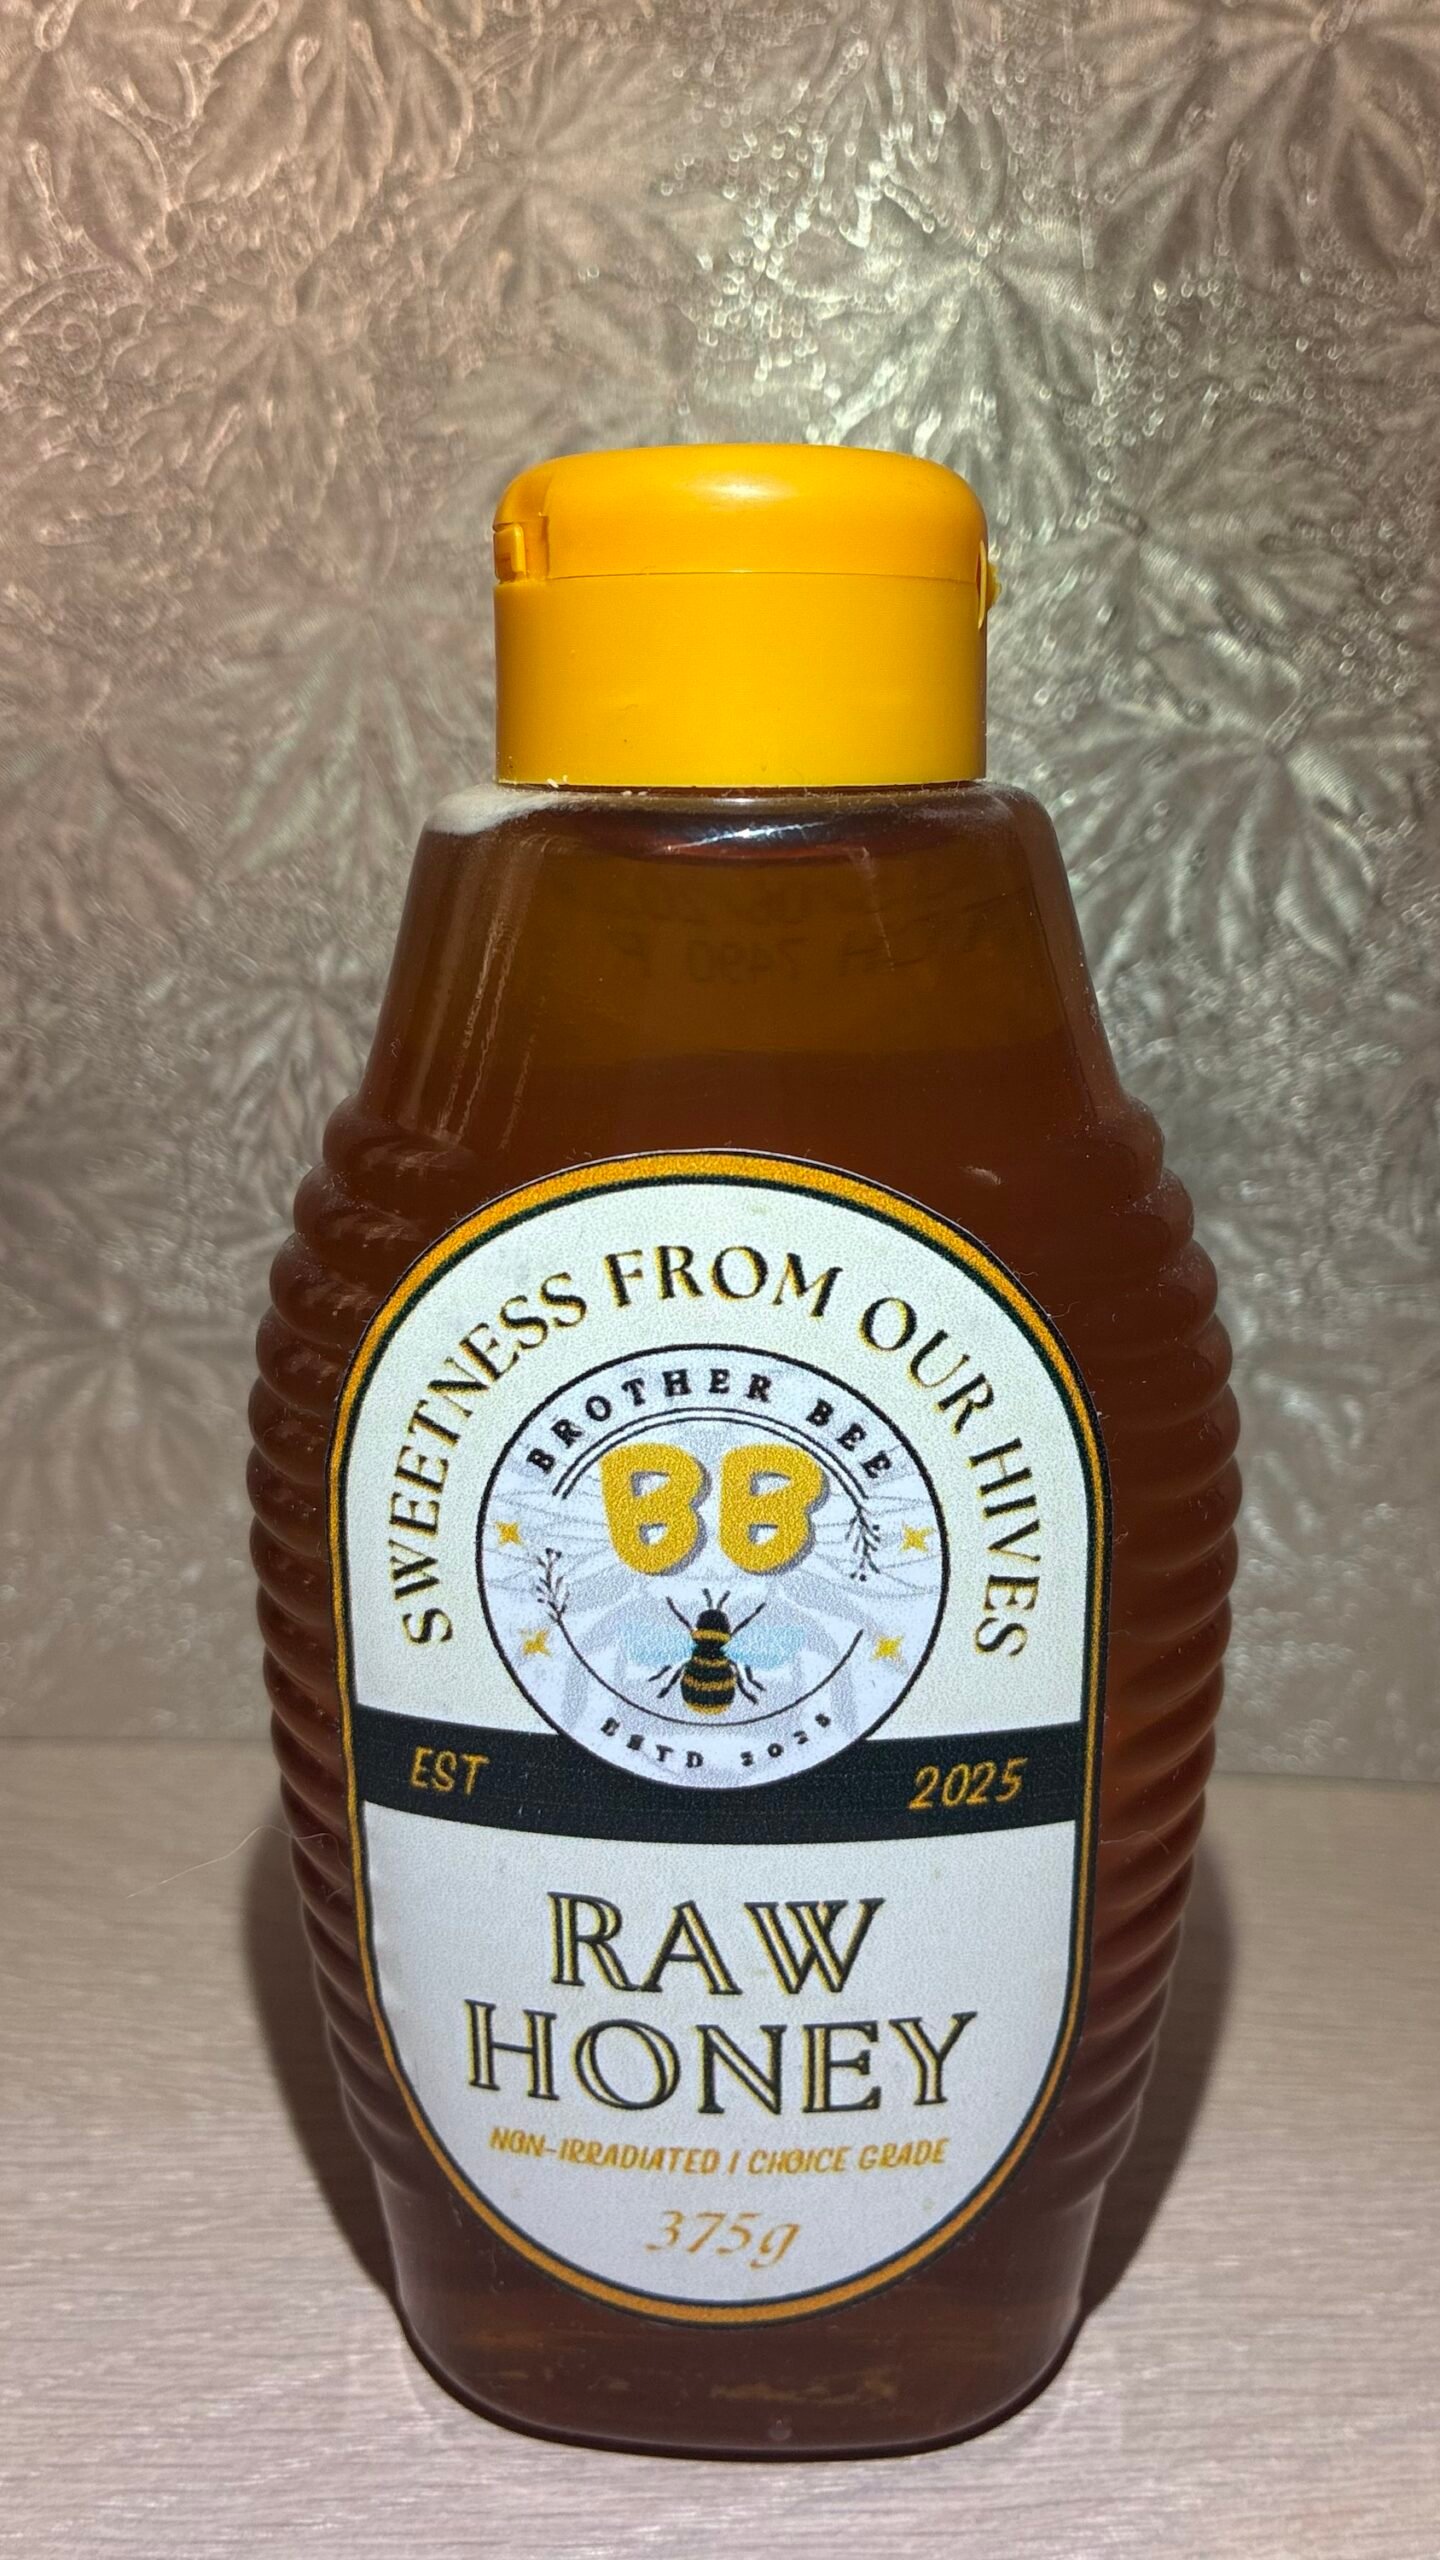 SWEETNESS FROM OUR HIVES
BROTHER BEE
BB
ESTD 2025
EST 2025
RAW
HONEY
NON-IRRADIATED | CHOICE GRADE
375g